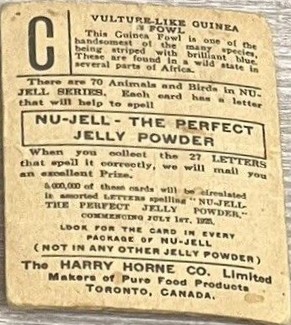 C
VULTURE-LIKE GUINEA
FOWL
This Guinea Fowl is one of the
handsomest of the many species,
being striped with brilliant blue.
These are found in a wild state in
several parts of Africa.
There are 70 Animals and Birds in NU-
JELL SERIES. Each card has a letter
that will help to spell
NU-JELL - THE PERFECT
JELLY POWDER
When you collect the 27 LETTERS
that spell it correctly, we will mail you
an excellent Prize.
5,000,000 of these cards will be circulated
in assorted LETTERS spelling "NU-JELL-
THE PERFECT JELLY POWDER,"
COMMENCING JULY 1ST, 1925.
LOOK FOR THE CARD IN EVERY
PACKAGE OF NU-JELL
(NOT IN ANY OTHER JELLY POWDER)
The HARRY HORNE CO. Limited
Makers of Pure Food Products
TORONTO, CANADA.